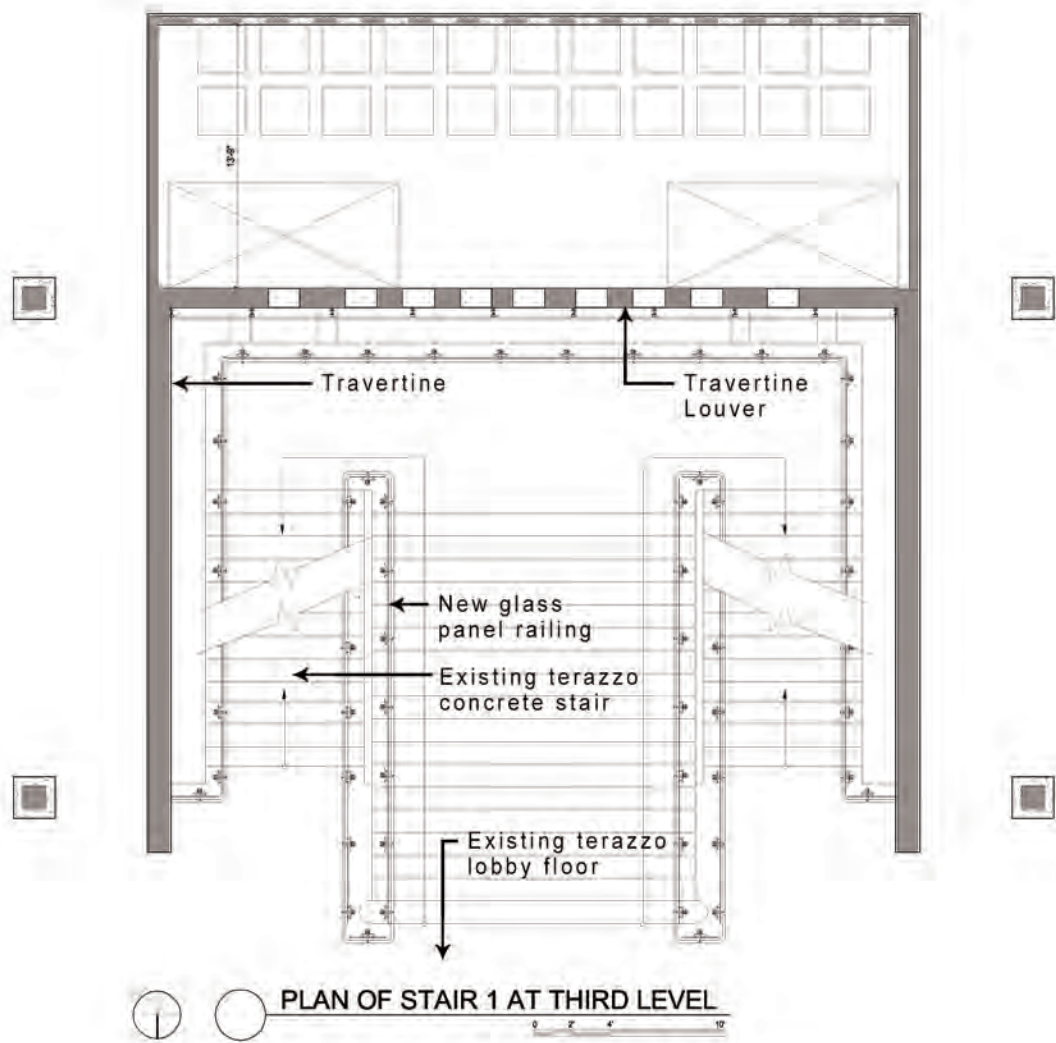 13'-9"
Travertine
Travertine
Louver
New glass
panel railing
Existing terazzo
concrete stair
Existing terazzo
lobby floor
PLAN OF STAIR 1 AT THIRD LEVEL
0 2' 4' 10'